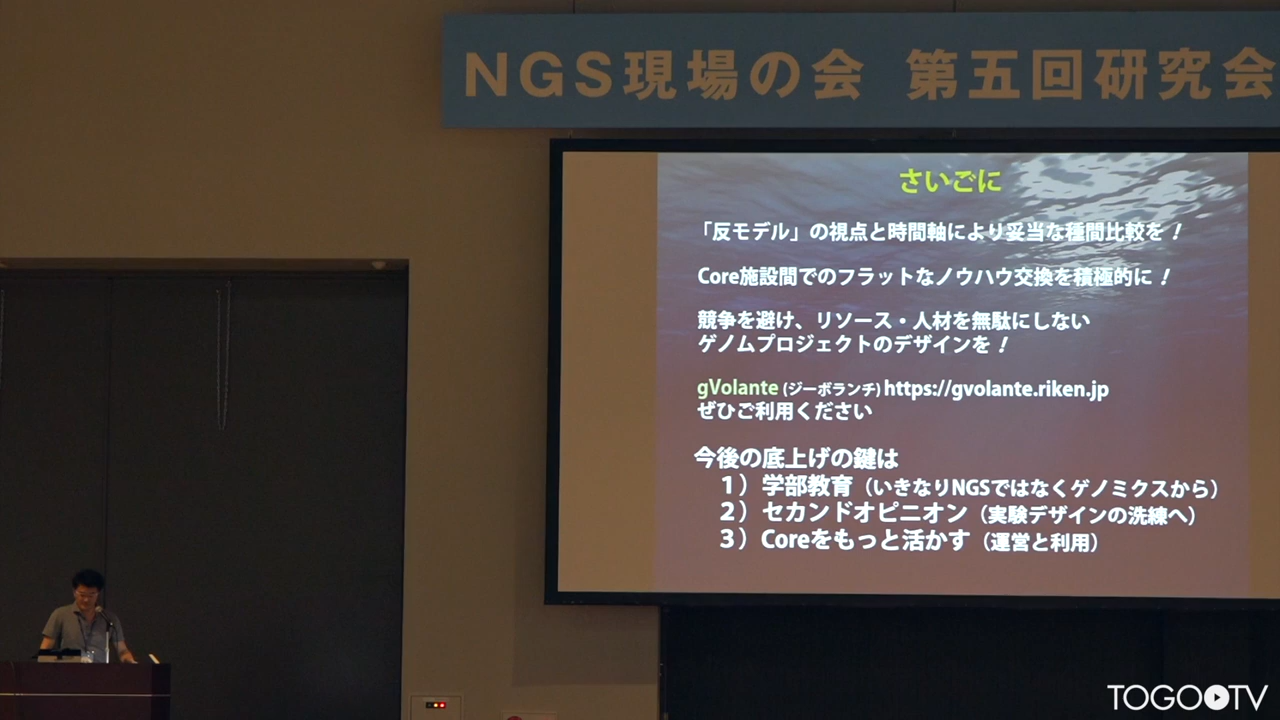 NGS現場の会 第五回研究会
さいごに
「反モデル」の視点と時間軸により妥当な種間比較を！
Core施設間でのフラットなノウハウ交換を積極的に！
競争を避け、リソース・人材を無駄にしない
ゲノムプロジェクトのデザインを！
gVolante (ジーボランチ) https://gvolante.riken.jp
ぜひご利用ください
今後の底上げの鍵は
１）学部教育（いきなりNGSではなくゲノミクスから）
２）セカンドオピニオン（実験デザインの洗練へ）
３）Coreをもっと活かす（運営と利用）
TOGOTV